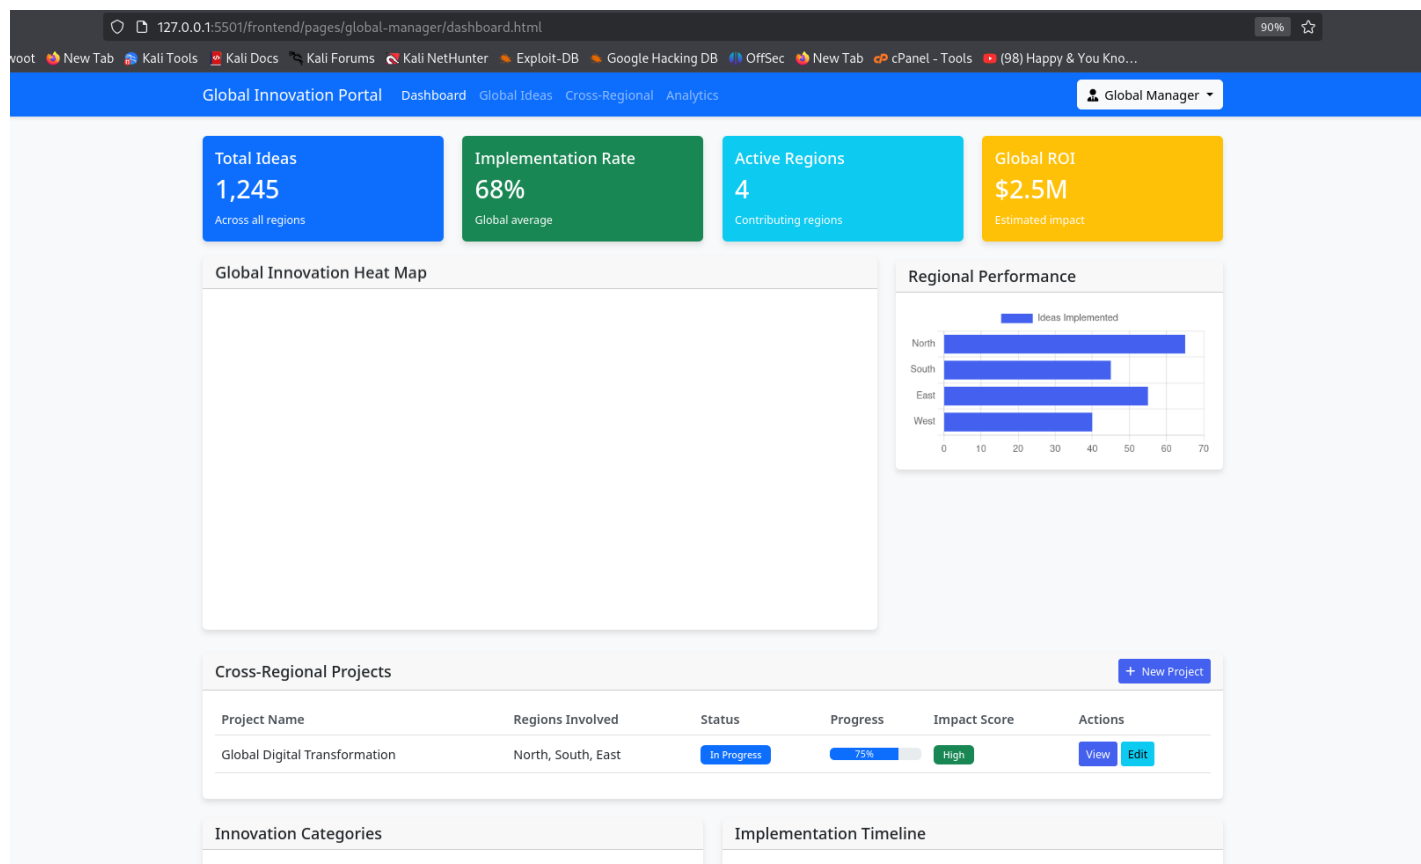 127.0.0.1:5501/frontend/pages/global-manager/dashboard.html 90%
woot New Tab Kali Tools Kali Docs Kali Forums Kali NetHunter Exploit-DB Google Hacking DB OffSec New Tab cPanel - Tools (98) Happy & You Kno…
Global Innovation Portal Dashboard Global Ideas Cross-Regional Analytics Global Manager
Total Ideas
1,245
Across all regions
Implementation Rate
68%
Global average
Active Regions
4
Contributing regions
Global ROI
$2.5M
Estimated impact
Global Innovation Heat Map
Regional Performance
Ideas Implemented
North
South
East
West
0 10 20 30 40 50 60 70
Cross-Regional Projects
+ New Project
Project Name Regions Involved Status Progress Impact Score Actions
Global Digital Transformation North, South, East In Progress 75% High View Edit
Innovation Categories
Implementation Timeline